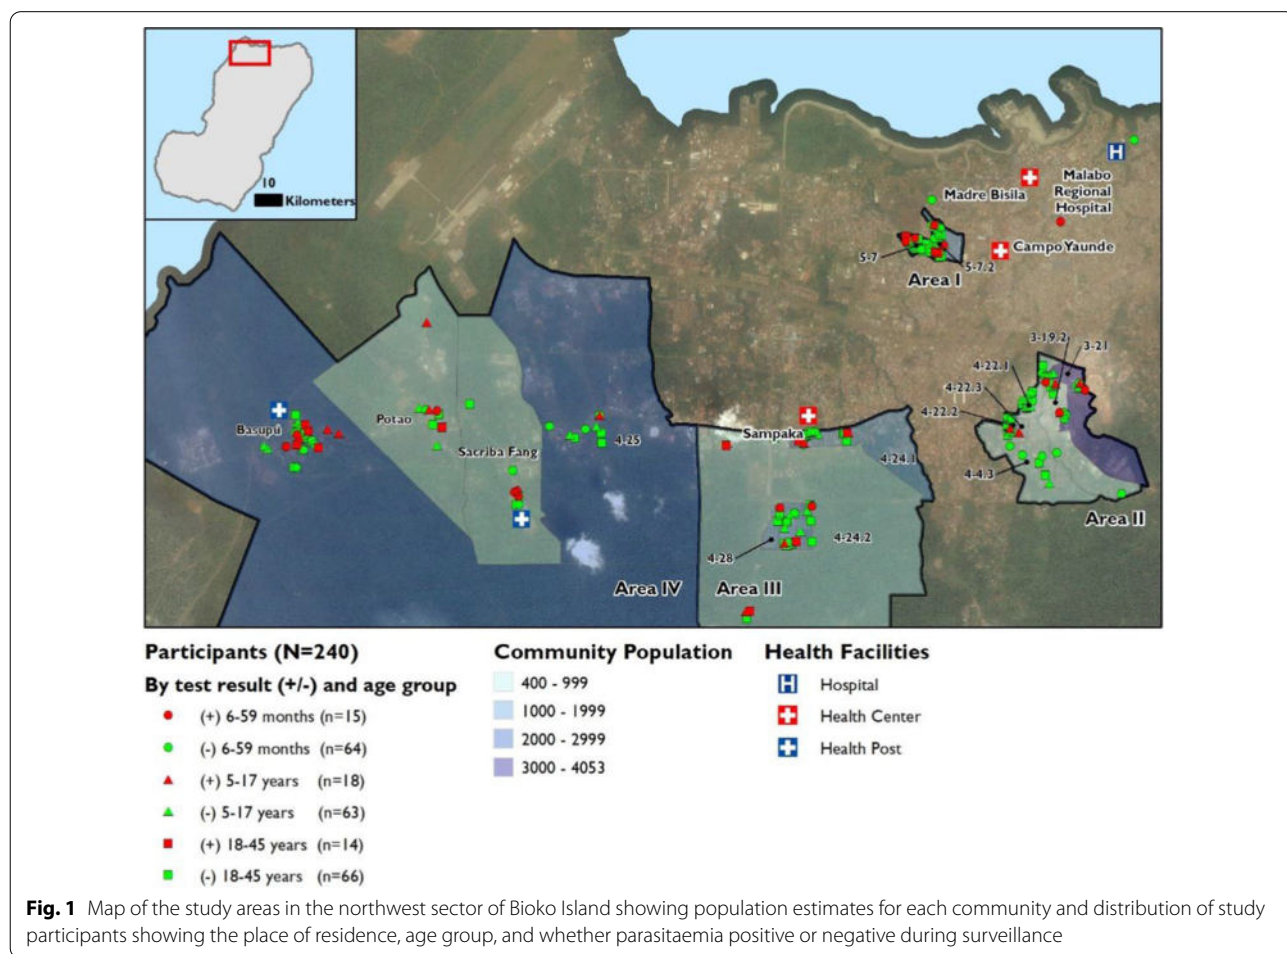 10
Kilometers
Madre Bisila
Malabo
Regional
Hospital
Campo Yaunde
5-7
5-7.2
Area I
3-19.2
3-21
4-22.1
4-22.3
4-22.2
4-4.3
Area II
Basupú
Potao
Sacriba Fang
4-25
Sampaka
4-24.1
4-24.2
4-28
Area IV
Area III
Participants (N=240)
By test result (+/-) and age group
(+) 6-59 months (n=15)
(-) 6-59 months (n=64)
(+) 5-17 years (n=18)
(-) 5-17 years (n=63)
(+) 18-45 years (n=14)
(-) 18-45 years (n=66)
Community Population
400 - 999
1000 - 1999
2000 - 2999
3000 - 4053
Health Facilities
H Hospital
Health Center
Health Post
Fig. 1 Map of the study areas in the northwest sector of Bioko Island showing population estimates for each community and distribution of study
participants showing the place of residence, age group, and whether parasitaemia positive or negative during surveillance